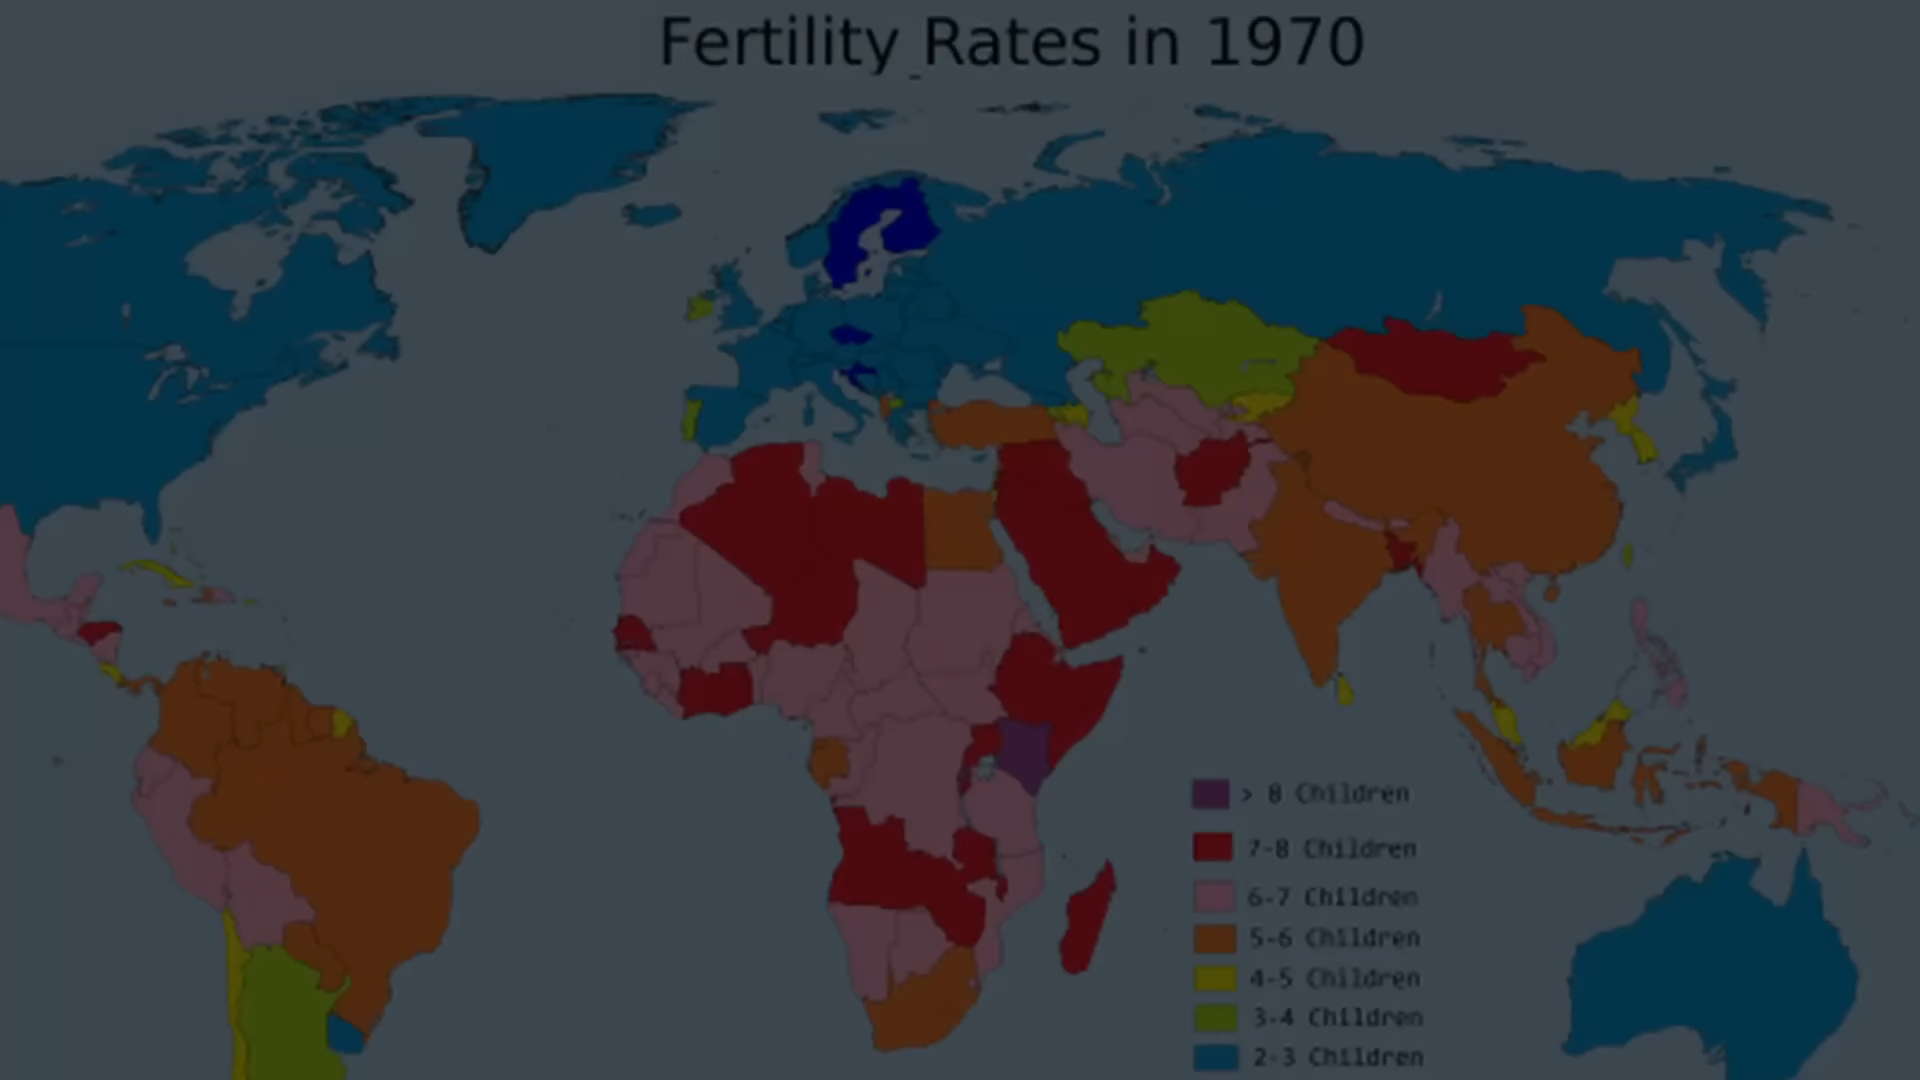 Fertility Rates in 1970
> 8 Children
7-8 Children
6-7 Children
5-6 Children
4-5 Children
3-4 Children
2-3 Children